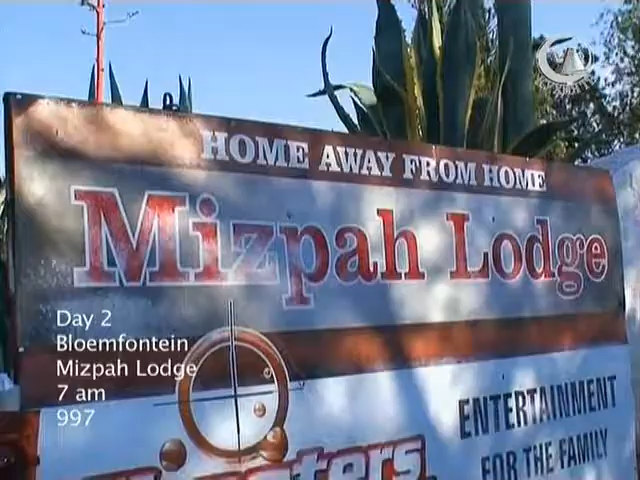 HOME AWAY FROM HOME
Mizpah Lodge
Day 2
Bloemfontein
Mizpah Lodge
7 am
997
ENTERTAINMENT
FOR THE FAMILY